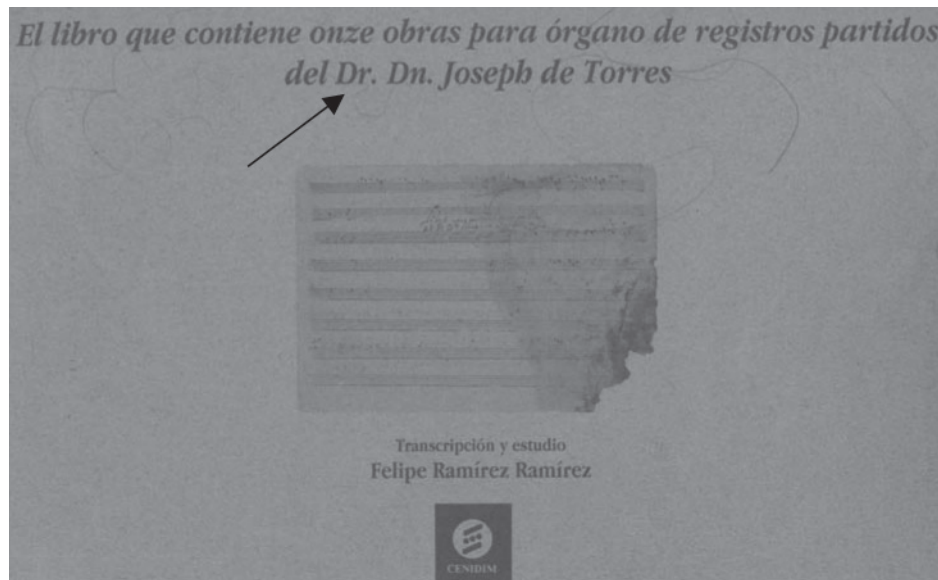 El libro que contiene onze obras para órgano de registros partidos
del Dr. Dn. Joseph de Torres
Transcripción y estudio
Felipe Ramírez Ramírez
CENIDIM